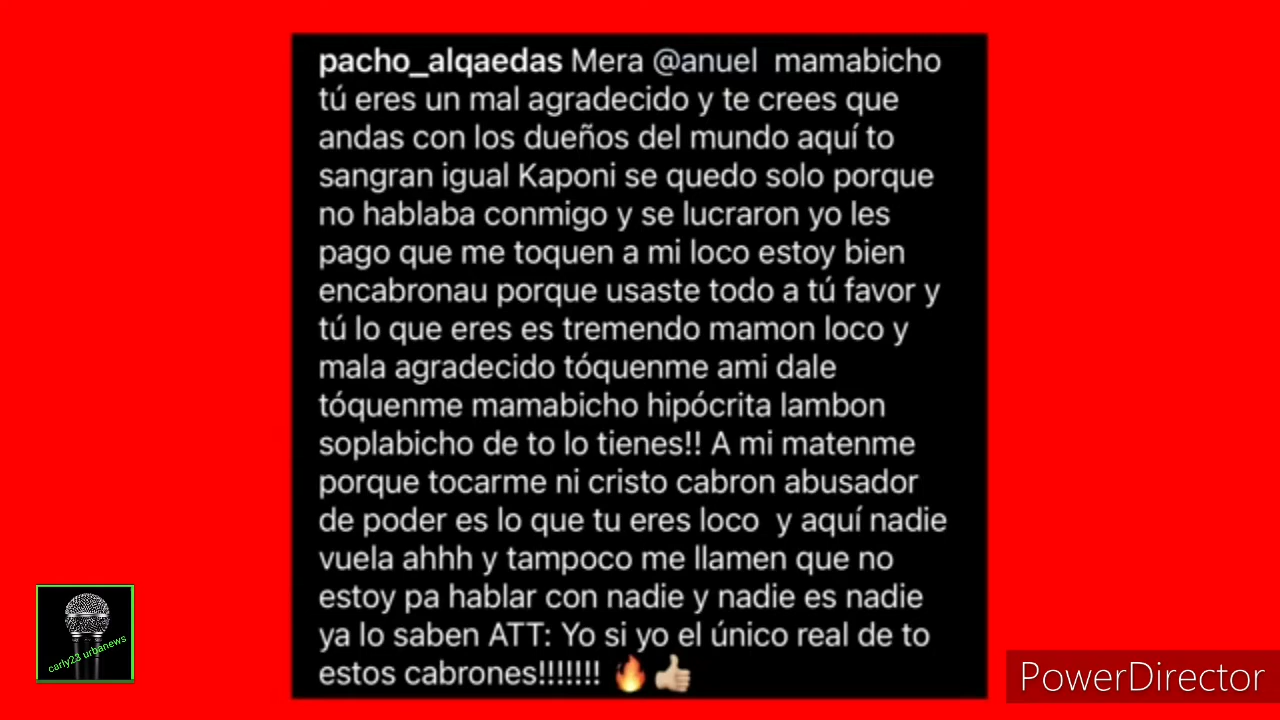 pacho_alqaedas Mera @anuel  mamabicho
tú eres un mal agradecido y te crees que
andas con los dueños del mundo aquí to
sangran igual Kaponi se quedo solo porque
no hablaba conmigo y se lucraron yo les
pago que me toquen a mi loco estoy bien
encabronau porque usaste todo a tú favor y
tú lo que eres es tremendo mamon loco y
mala agradecido tóquenme ami dale
tóquenme mamabicho hipócrita lambon
soplabicho de to lo tienes!! A mi matenme
porque tocarme ni cristo cabron abusador
de poder es lo que tu eres loco  y aquí nadie
vuela ahhh y tampoco me llamen que no
estoy pa hablar con nadie y nadie es nadie
ya lo saben ATT: Yo si yo el único real de to
estos cabrones!!!!!!! 🔥👍🏼
carly23 urbanews
PowerDirector